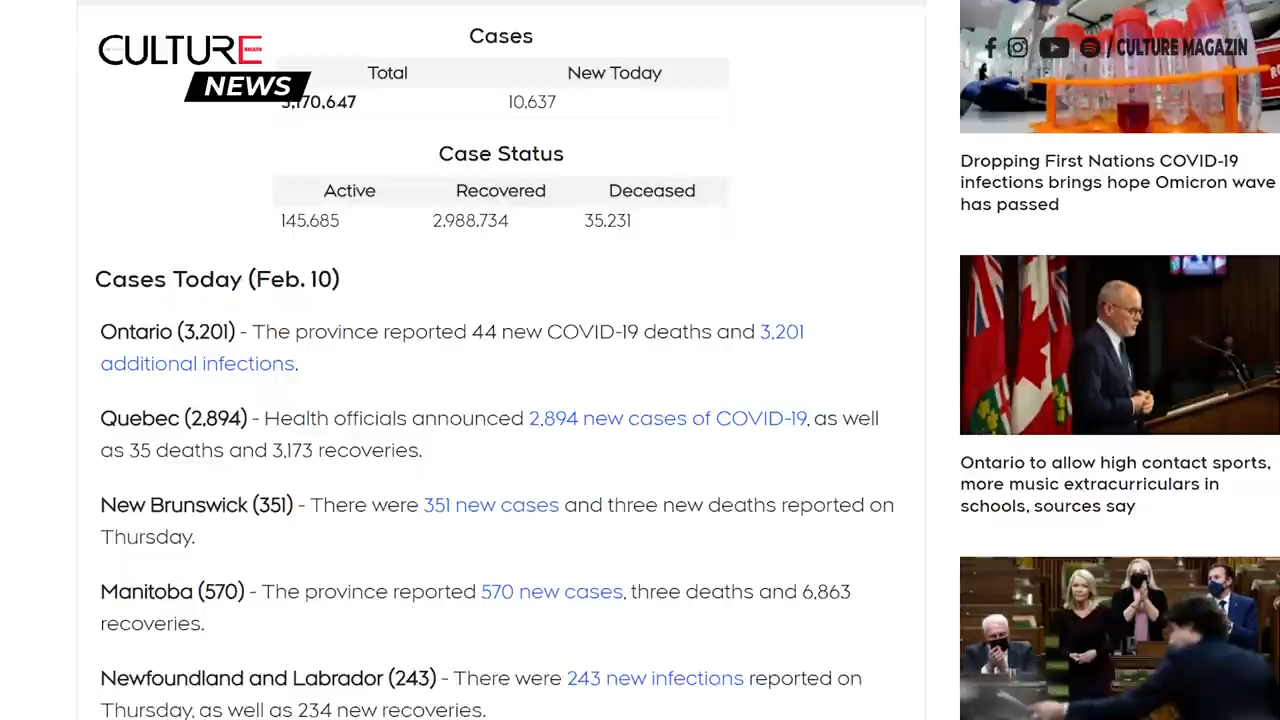 CULTURE
NEWS
/ CULTURE MAGAZIN
Cases
Total New Today
3,170,647 10,637
Case Status
Active Recovered Deceased
145,685 2,988,734 35,231
Cases Today (Feb. 10)
Ontario (3,201) - The province reported 44 new COVID-19 deaths and 3,201
additional infections.
Quebec (2,894) - Health officials announced 2,894 new cases of COVID-19, as well
as 35 deaths and 3,173 recoveries.
New Brunswick (351) - There were 351 new cases and three new deaths reported on
Thursday.
Manitoba (570) - The province reported 570 new cases, three deaths and 6,863
recoveries.
Newfoundland and Labrador (243) - There were 243 new infections reported on
Thursday, as well as 234 new recoveries.
Dropping First Nations COVID-19
infections brings hope Omicron wave
has passed
Ontario to allow high contact sports,
more music extracurriculars in
schools, sources say